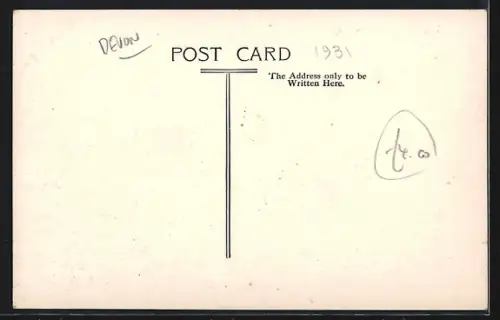 DEVON
POST CARD 1931
The Address only to be
Written Here.